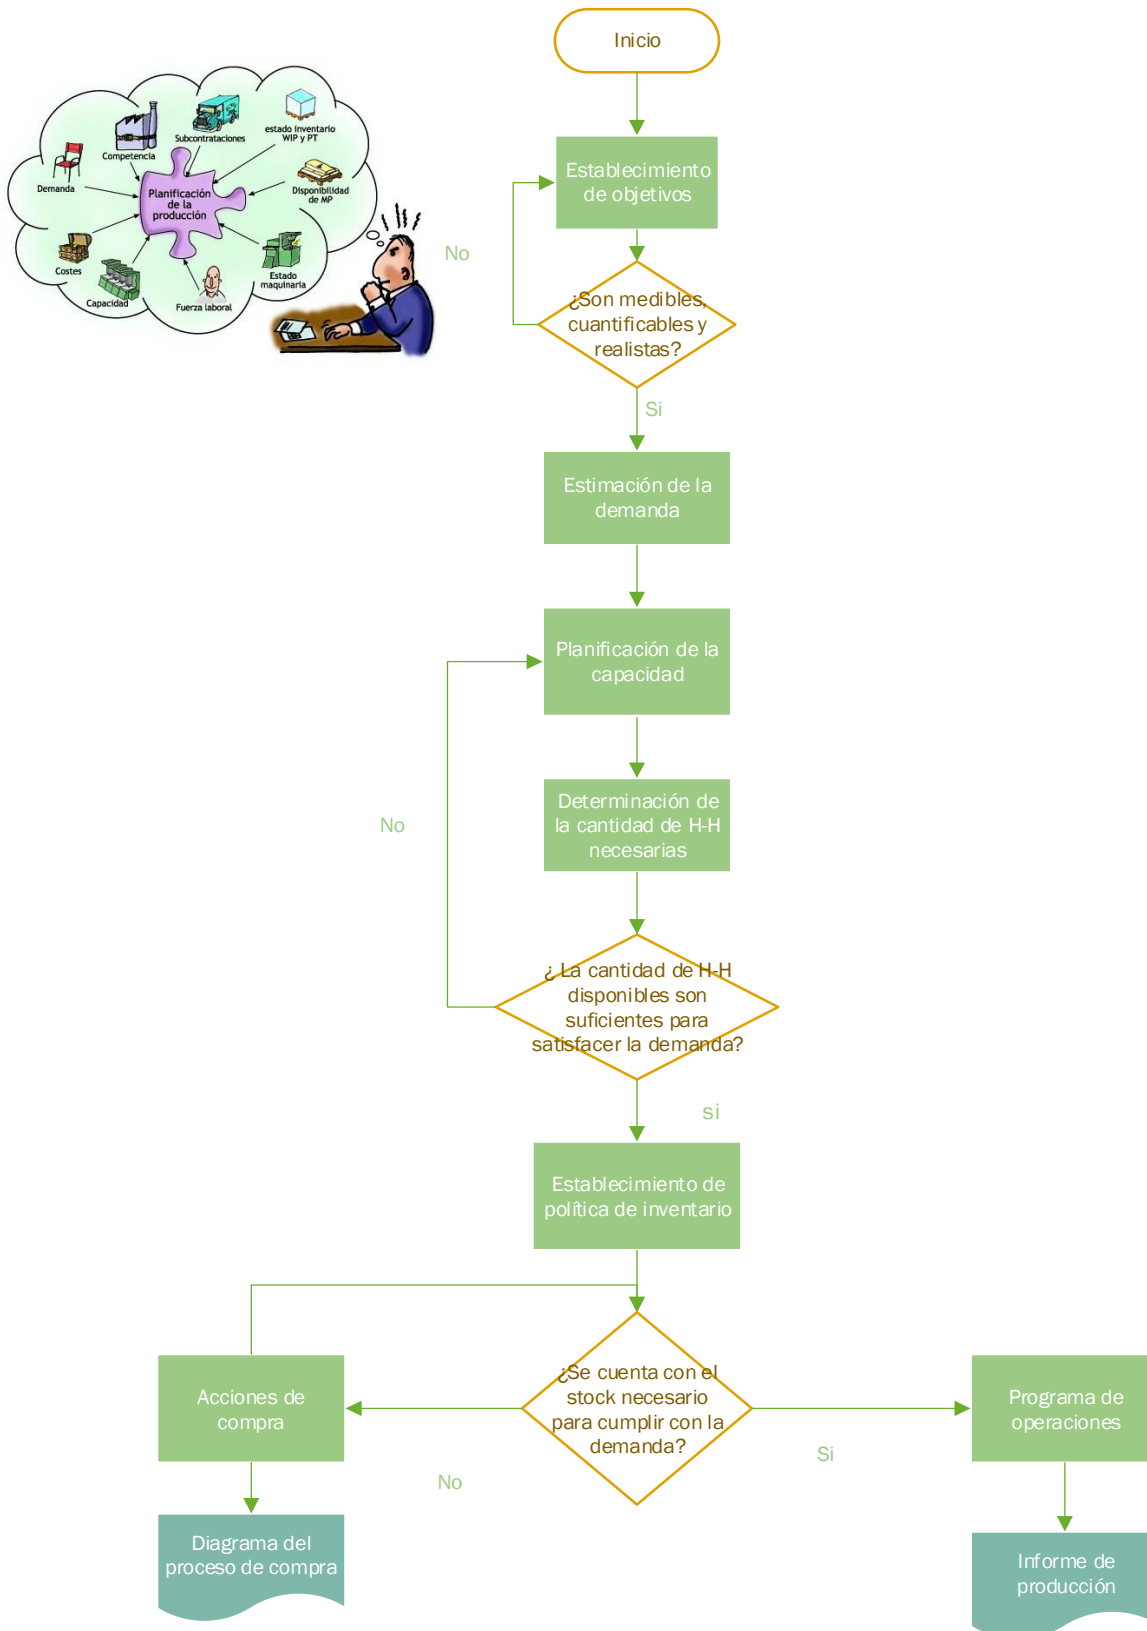 Inicio
Subcontrataciones
estado inventario
WIP y PT
Competencia
Demanda
Planificación
de la
producción
Disponibilidad
de MP
Costes
Capacidad
Fuerza laboral
Estado
maquinaria
Establecimiento
de objetivos
No
¿Son medibles,
cuantificables y
realistas?
Si
Estimación de la
demanda
Planificación de la
capacidad
No
Determinación de
la cantidad de H-H
necesarias
¿ La cantidad de H-H
disponibles son
suficientes para
satisfacer la demanda?
si
Establecimiento de
política de inventario
¿Se cuenta con el
stock necesario
para cumplir con la
demanda?
Acciones de
compra
Programa de
operaciones
No
Si
Diagrama del
proceso de compra
Informe de
producción